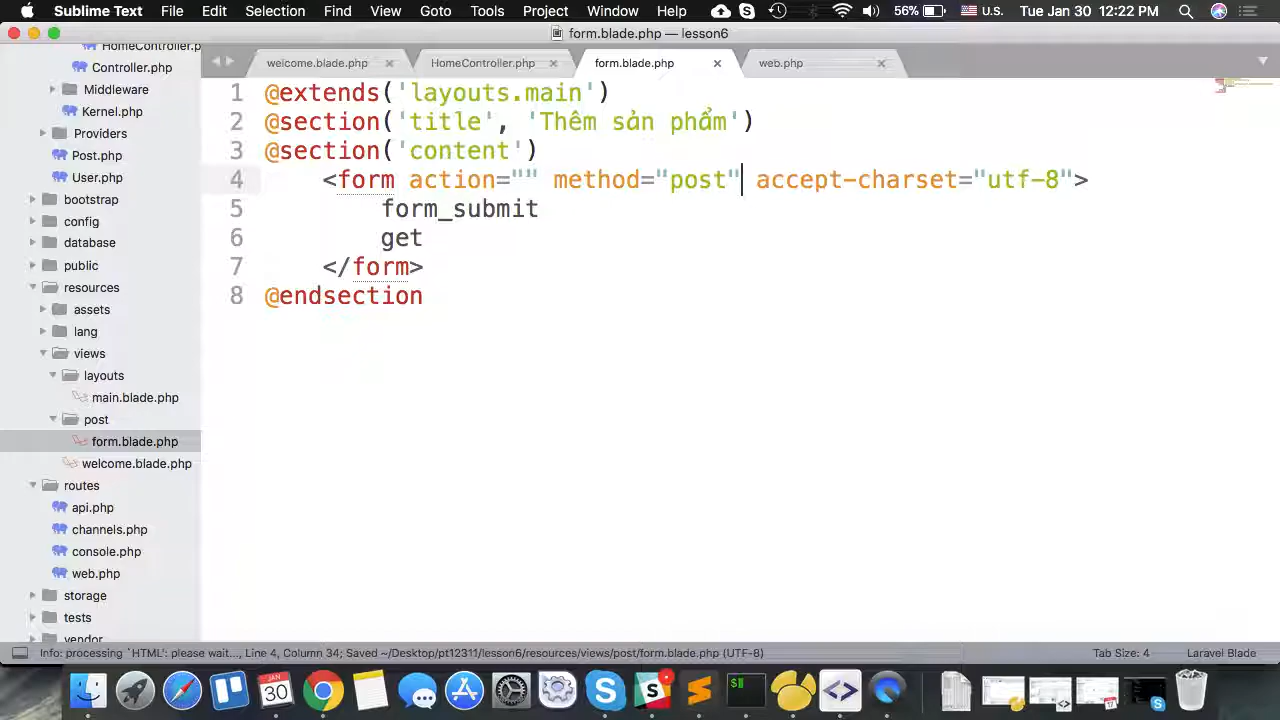 Sublime Text File Edit Selection Find View Goto Tools Project Window Help 56% U.S. Tue Jan 30 12:22 PM
form.blade.php — lesson6
welcome.blade.php HomeController.php form.blade.php web.php
HomeController.p
Controller.php
Middleware
Kernel.php
Providers
Post.php
User.php
bootstrap
config
database
public
resources
assets
lang
views
layouts
main.blade.php
post
form.blade.php
welcome.blade.php
routes
api.php
channels.php
console.php
web.php
storage
tests
vendor
1 @extends('layouts.main')
2 @section('title', 'Thêm sản phẩm')
3 @section('content')
4 <form action="" method="post" accept-charset="utf-8">
5 form_submit
6 get
7 </form>
8 @endsection
Info: processing `HTML': please wait..., Line 4, Column 34; Saved ~/Desktop/pt12311/lesson6/resources/views/post/form.blade.php (UTF-8) Tab Size: 4 Laravel Blade
JAN
30